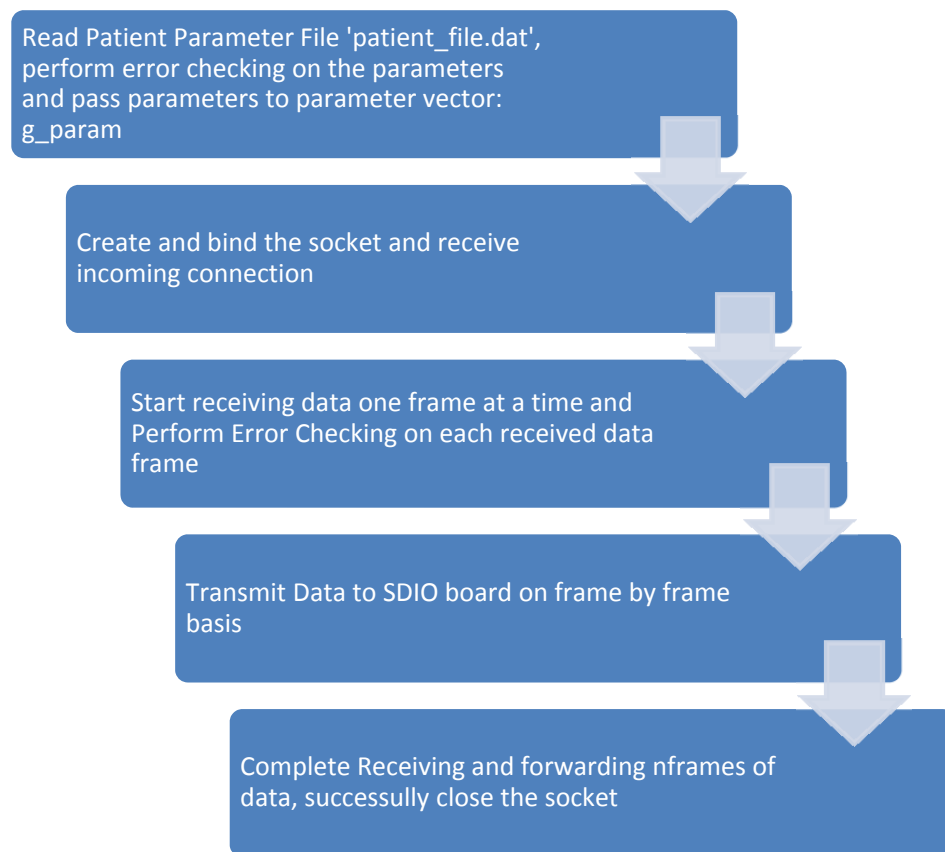 Read Patient Parameter File 'patient_file.dat',
perform error checking on the parameters
and pass parameters to parameter vector:
g_param
Create and bind the socket and receive
incoming connection
Start receiving data one frame at a time and
Perform Error Checking on each received data
frame
Transmit Data to SDIO board on frame by frame
basis
Complete Receiving and forwarding nframes of
data, successully close the socket